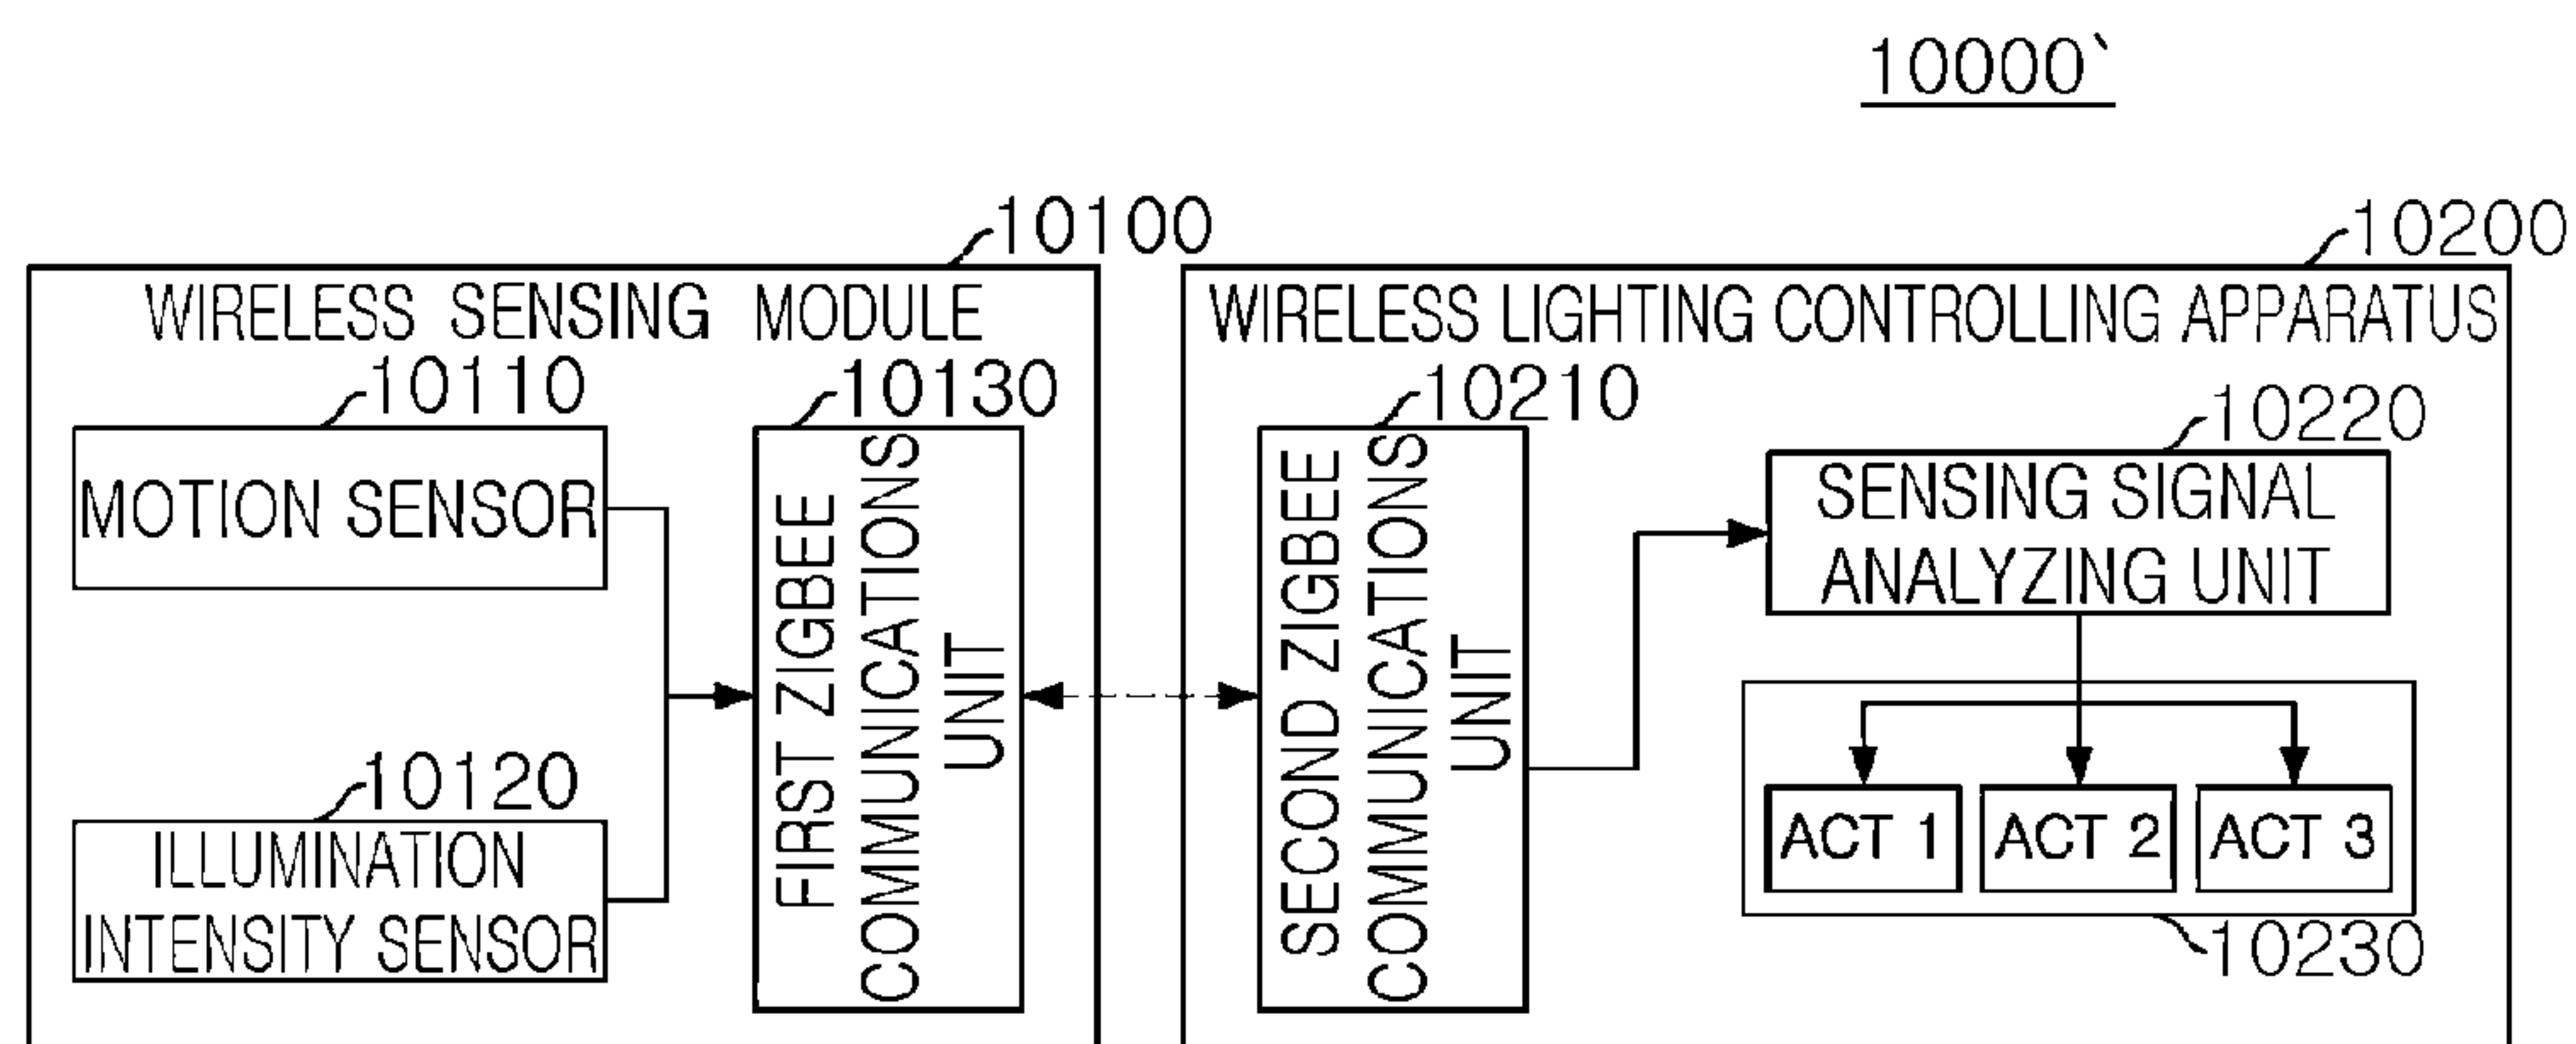 10000`
10100
10200
WIRELESS SENSING MODULE
WIRELESS LIGHTING CONTROLLING APPARATUS
10110
10130
10210
10220
MOTION SENSOR
FIRST ZIGBEE
COMMUNICATIONS
UNIT
SECOND ZIGBEE
COMMUNICATIONS
UNIT
SENSING SIGNAL
ANALYZING UNIT
10120
ILLUMINATION
INTENSITY SENSOR
ACT 1
ACT 2
ACT 3
10230